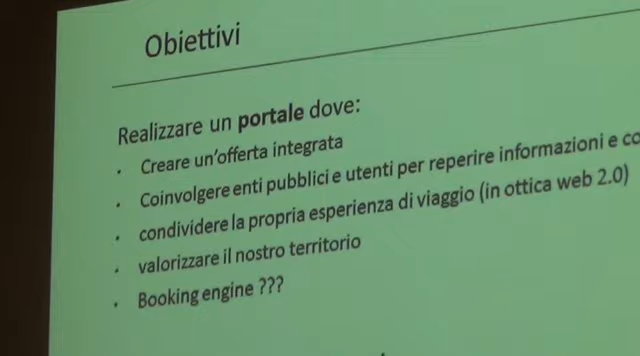 Obiettivi
Realizzare un portale dove:
• Creare un'offerta integrata
• Coinvolgere enti pubblici e utenti per reperire informazioni e
• condividere la propria esperienza di viaggio (in ottica web 2.0)
• valorizzare il nostro territorio
• Booking engine ???